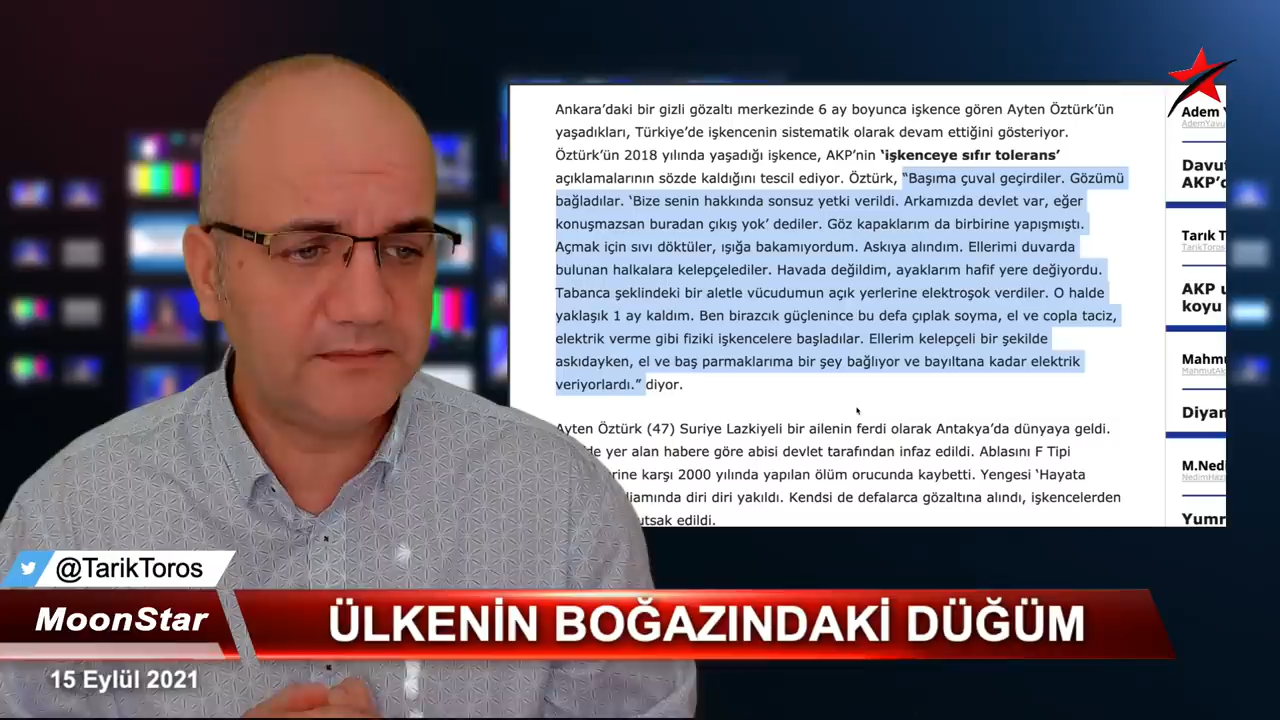 Ankara’daki bir gizli gözaltı merkezinde 6 ay boyunca işkence gören Ayten Öztürk’ün
yaşadıkları, Türkiye’de işkencenin sistematik olarak devam ettiğini gösteriyor.
Öztürk’ün 2018 yılında yaşadığı işkence, AKP’nin ‘işkenceye sıfır tolerans’
açıklamalarının sözde kaldığını tescil ediyor. Öztürk, “Başıma çuval geçirdiler. Gözümü
bağladılar. ‘Bize senin hakkında sonsuz yetki verildi. Arkamızda devlet var, eğer
konuşmazsan buradan çıkış yok’ dediler. Göz kapaklarım da birbirine yapışmıştı.
Açmak için sıvı döktüler, ışığa bakamıyordum. Askıya alındım. Ellerimi duvarda
bulunan halkalara kelepçelediler. Havada değildim, ayaklarım hafif yere değiyordu.
Tabanca şeklindeki bir aletle vücudumun açık yerlerine elektroşok verdiler. O halde
yaklaşık 1 ay kaldım. Ben birazcık güçlenince bu defa çıplak soyma, el ve copla taciz,
elektrik verme gibi fiziki işkencelere başladılar. Ellerim kelepçeli bir şekilde
askıdayken, el ve baş parmaklarıma bir şey bağlıyor ve bayıltana kadar elektrik
veriyorlardı.” diyor.
Ayten Öztürk (47) Suriye Lazkiyeli bir ailenin ferdi olarak Antakya’da dünyaya geldi.
de yer alan habere göre abisi devlet tarafından infaz edildi. Ablasını F Tipi
erine karşı 2000 yılında yapılan ölüm orucunda kaybetti. Yengesi ‘Hayata
liamında diri diri yakıldı. Kendsi de defalarca gözaltına alındı, işkencelerden
utsak edildi.
Adem Y
AdemYavu
Davut
AKP’d
Tarık T
TarikToros
AKP u
koyu
Mahmu
MahmutAk
Diyan
M.Nedi
NedimHaz
Yumr
@TarikToros
MoonStar
ÜLKENİN BOĞAZINDAKİ DÜĞÜM
15 Eylül 2021